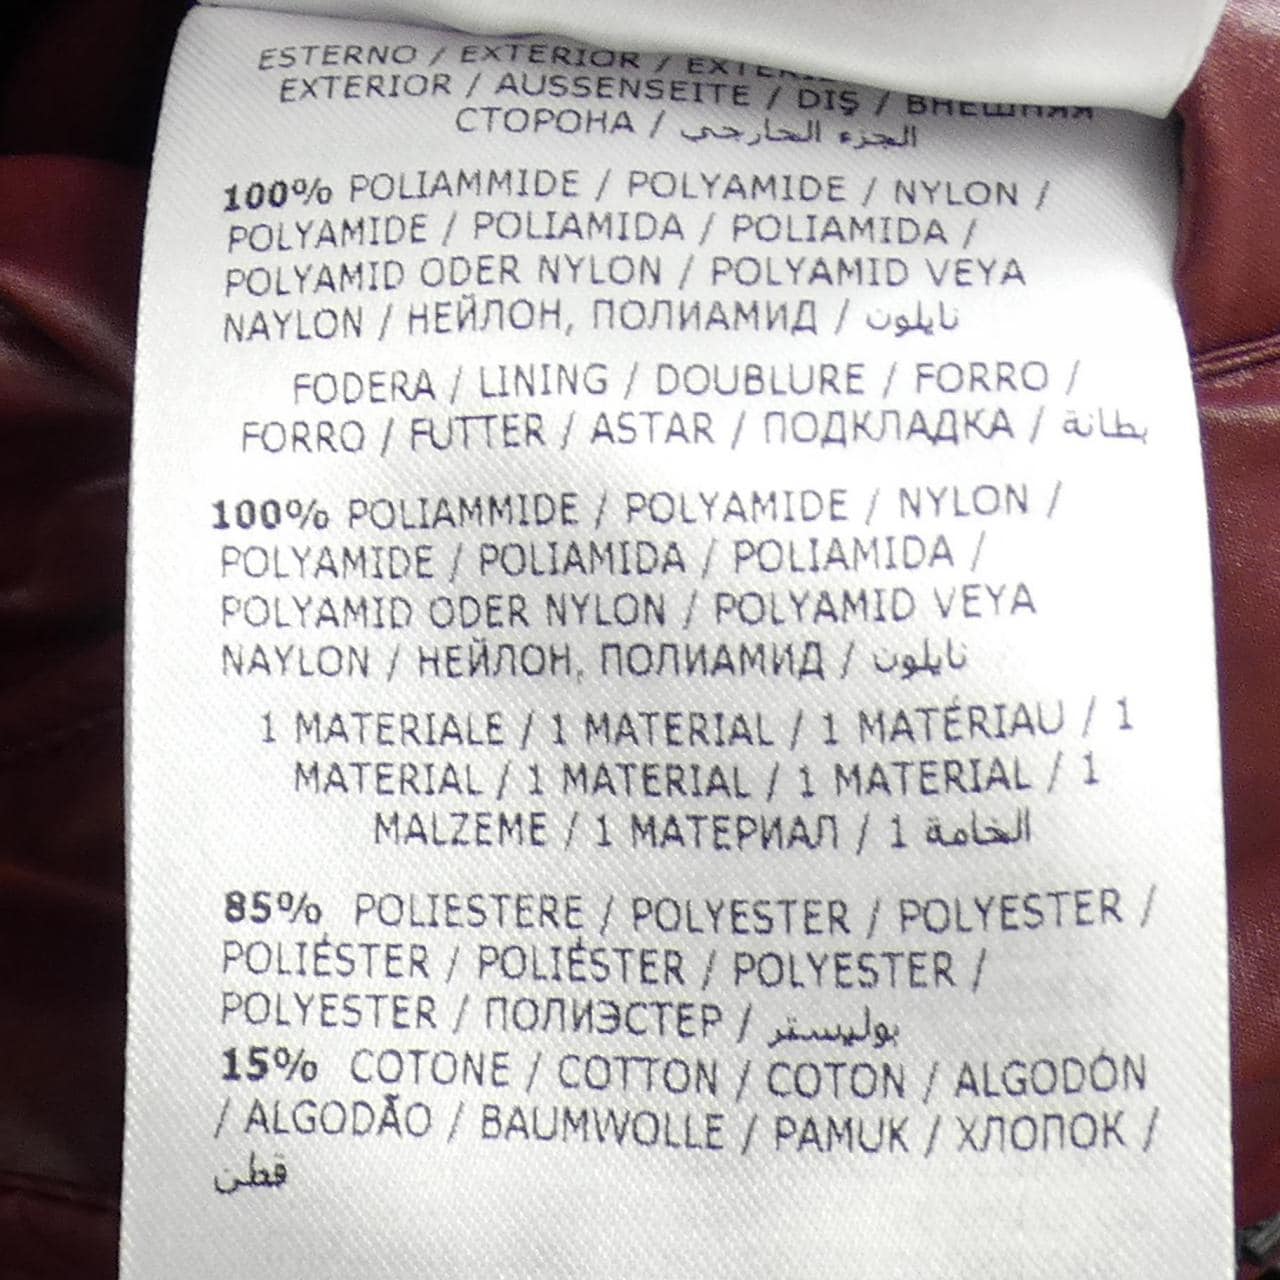 ESTERNO / EXTERIOR /
EXTERIOR / AUSSENSEITE / DIŞ / ВНЕШНЯЯ
СТОРОНА / الجزء الخارجي
100% POLIAMMIDE / POLYAMIDE / NYLON /
POLYAMIDE / POLIAMIDA / POLIAMIDA /
POLYAMID ODER NYLON / POLYAMID VEYA
NAYLON / НЕЙЛОН, ПОЛИАМИД / نايلون
FODERA / LINING / DOUBLURE / FORRO /
FORRO / FUTTER / ASTAR / ПОДКЛАДКА / بطانة
100% POLIAMMIDE / POLYAMIDE / NYLON /
POLYAMIDE / POLIAMIDA / POLIAMIDA /
POLYAMID ODER NYLON / POLYAMID VEYA
NAYLON / НЕЙЛОН, ПОЛИАМИД / نايلون
1 MATERIALE / 1 MATERIAL / 1 MATÉRIAU / 1
MATERIAL / 1 MATERIAL / 1 MATERIAL / 1
MALZEME / 1 МАТЕРИАЛ / 1 الخامة
85% POLIESTERE / POLYESTER / POLYESTER /
POLIÉSTER / POLIÉSTER / POLYESTER /
POLYESTER / ПОЛИЭСТЕР / بوليستر
15% COTONE / COTTON / COTON / ALGODÓN
/ ALGODÃO / BAUMWOLLE / PAMUK / ХЛОПОК /
قطن